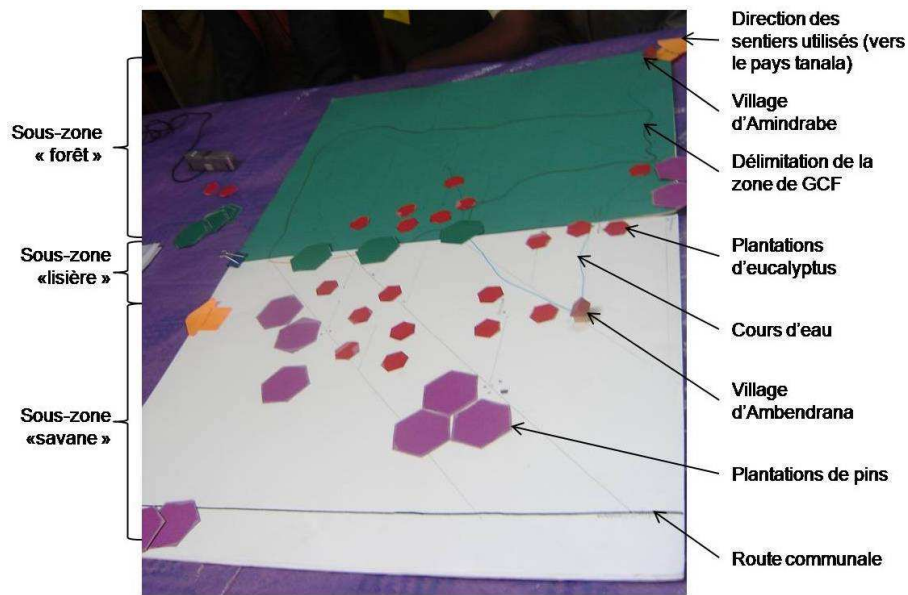 Direction des
sentiers utilisés (vers
le pays tanala)
Village
d'Amindrabe
Délimitation de la
zone de GCF
Plantations
d'eucalyptus
Cours d'eau
Village
d'Ambendrana
Plantations de pins
Route communale
Sous-zone
« forêt »
Sous-zone
«lisière »
Sous-zone
«savane »